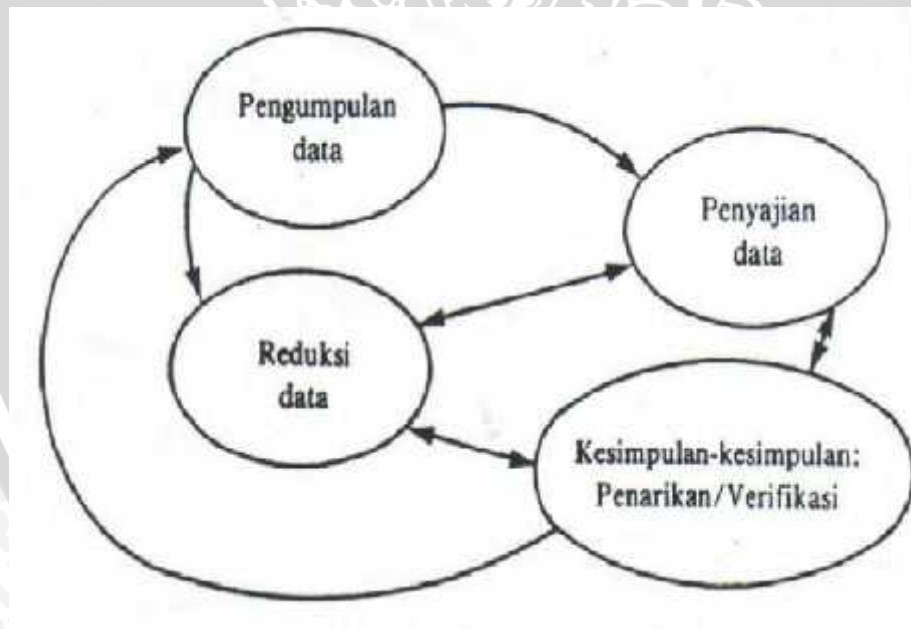 Pengumpulan
data
Penyajian
data
Reduksi
data
Kesimpulan-kesimpulan:
Penarikan/Verifikasi